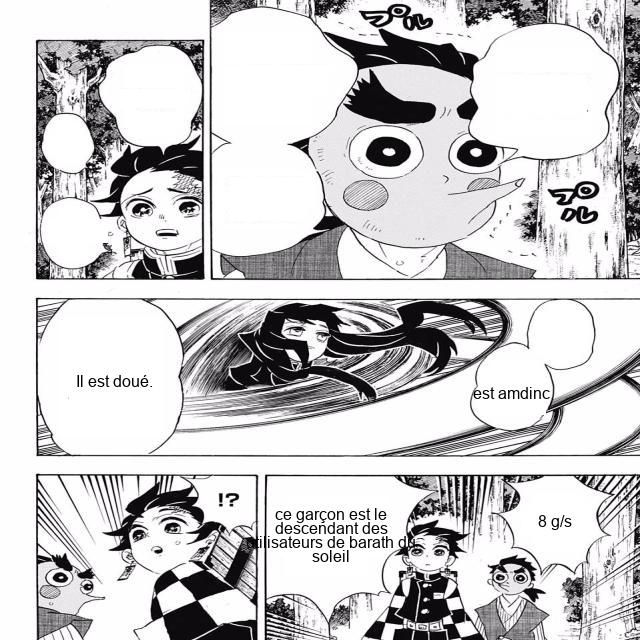 プル
プル
est amdinc
Il est doué.
!?
8 g/s
ce garçon est le
descendant des
utilisateurs de barath du
soleil